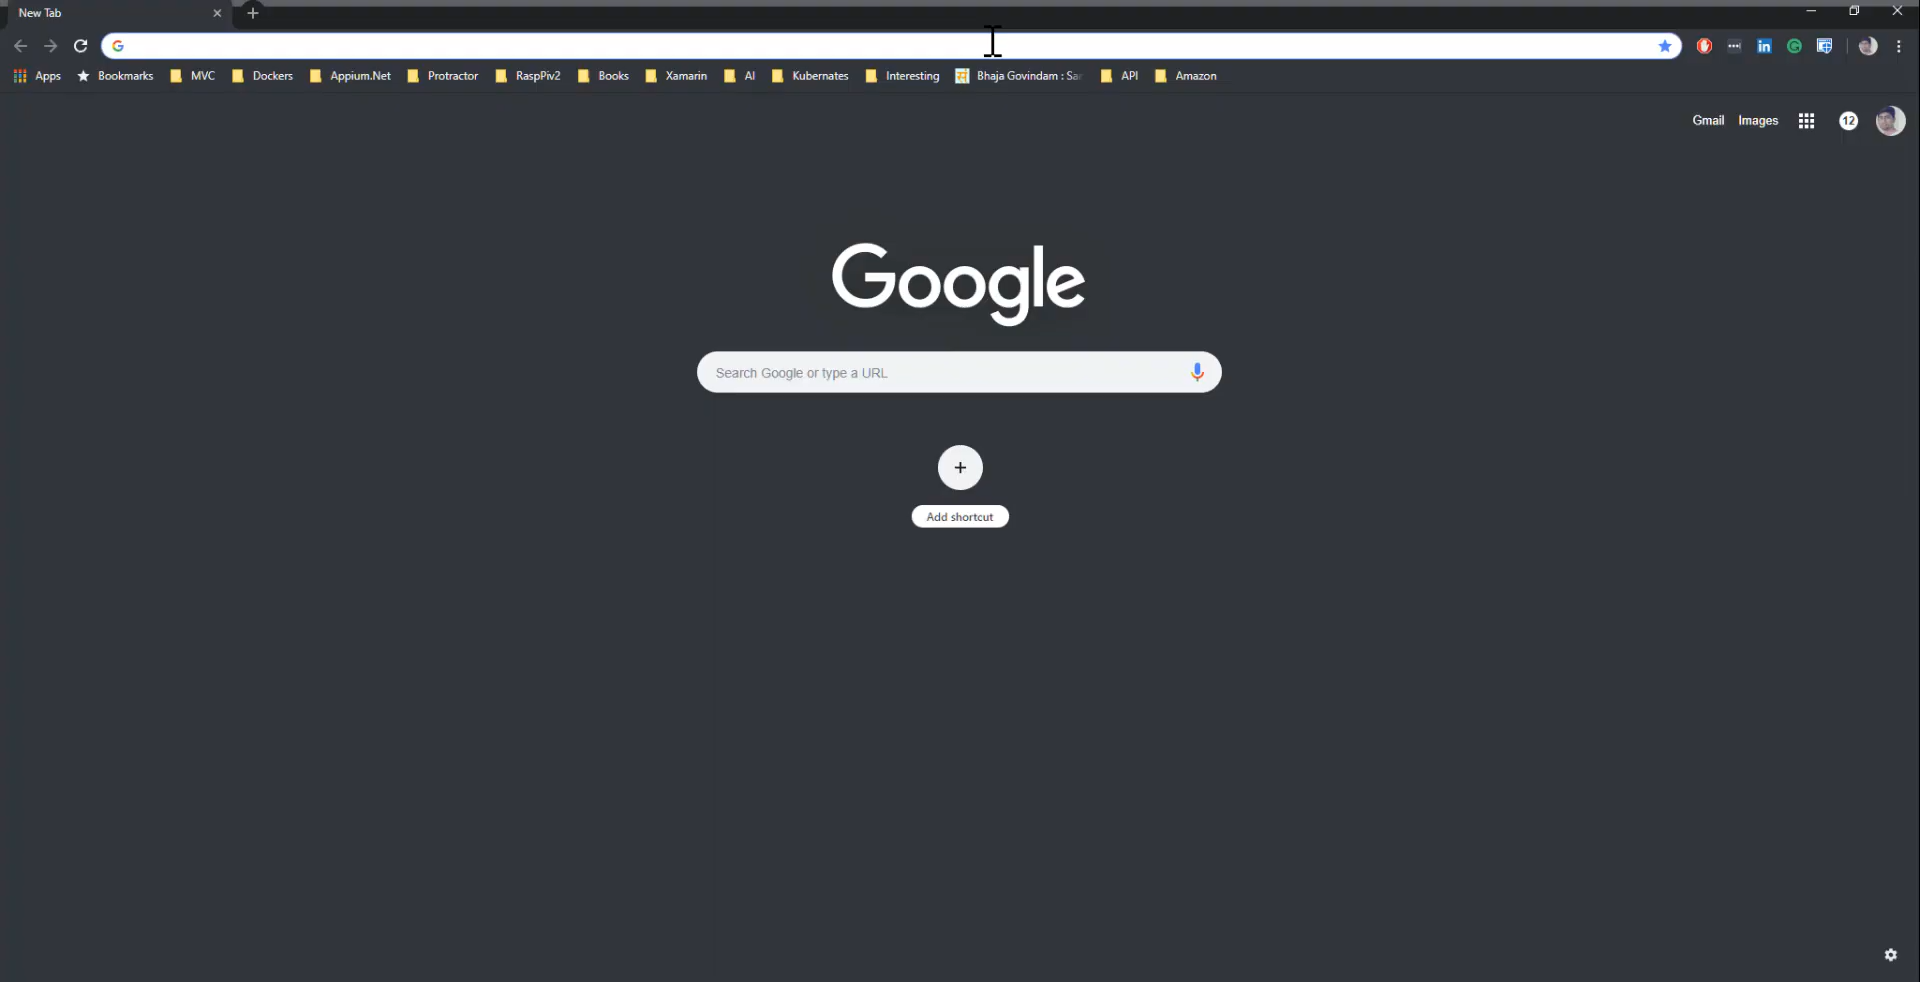 New Tab
Apps Bookmarks MVC Dockers Appium.Net Protractor RaspPiv2 Books Xamarin AI Kubernates Interesting Bhaja Govindam : Sa API Amazon
Gmail Images 12
Google
Search Google or type a URL
Add shortcut